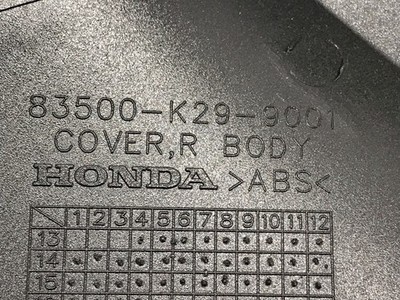 83500-K29-9001
COVER,R BODY
HONDA >ABS<
1 2 3 4 5 6 7 8 9 10 11 12
13
14
15